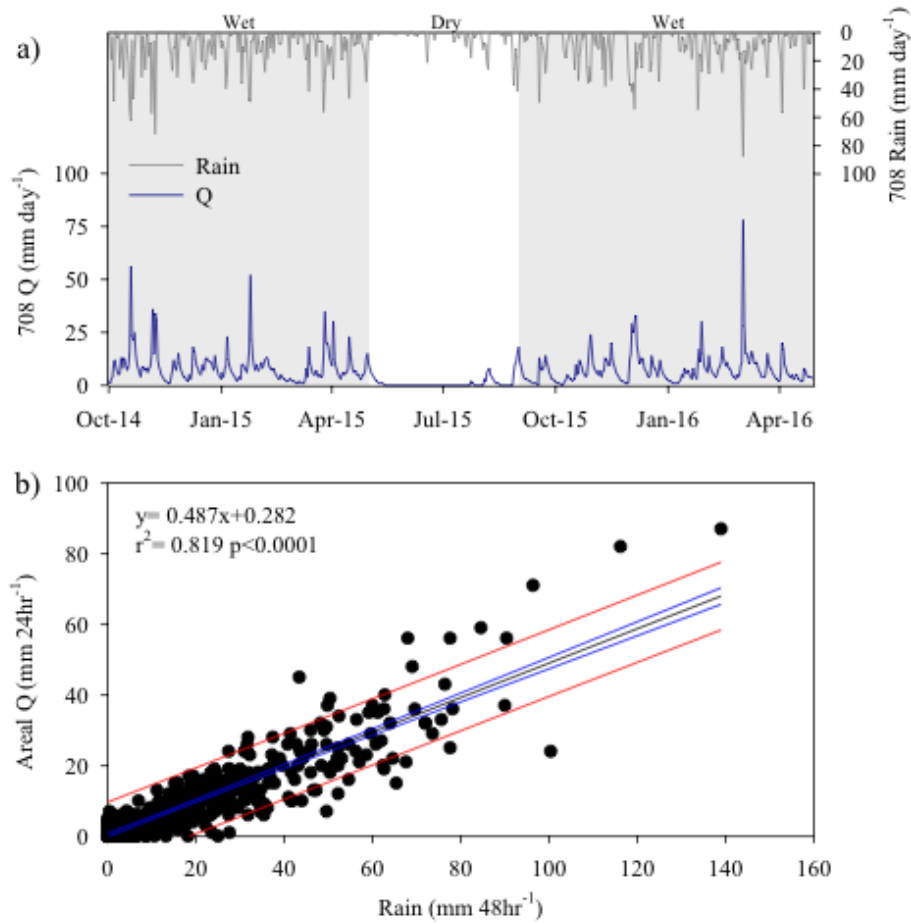 Wet Dry Wet
a)
0
20
40
60
80
100
708 Rain (mm day⁻¹)
Rain
Q
100
75
50
25
0
708 Q (mm day⁻¹)
Oct-14 Jan-15 Apr-15 Jul-15 Oct-15 Jan-16 Apr-16
b)
y= 0.487x+0.282
r²= 0.819 p<0.0001
100
80
60
40
20
0
Areal Q (mm 24hr⁻¹)
0 20 40 60 80 100 120 140 160
Rain (mm 48hr⁻¹)